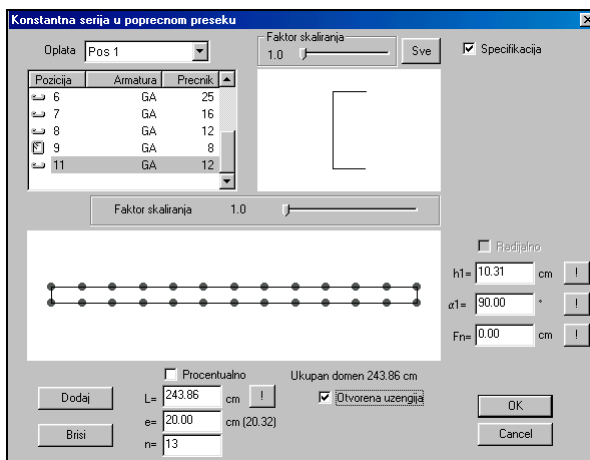 Konstantna serija u poprecnom preseku
Oplata Pos 1
Faktor skaliranja
1.0
Sve
Specifikacija
Pozicija Armatura Precnik
6 GA 25
7 GA 16
8 GA 12
9 GA 8
11 GA 12
Faktor skaliranja 1.0
Radijalno
h1= 10.31 cm !
α1= 90.00 ° !
Fn= 0.00 cm !
Procentualno
Ukupan domen 243.86 cm
Dodaj
L= 243.86 cm !
Otvorena uzengija
e= 20.00 cm (20.32)
OK
Brisi
n= 13
Cancel